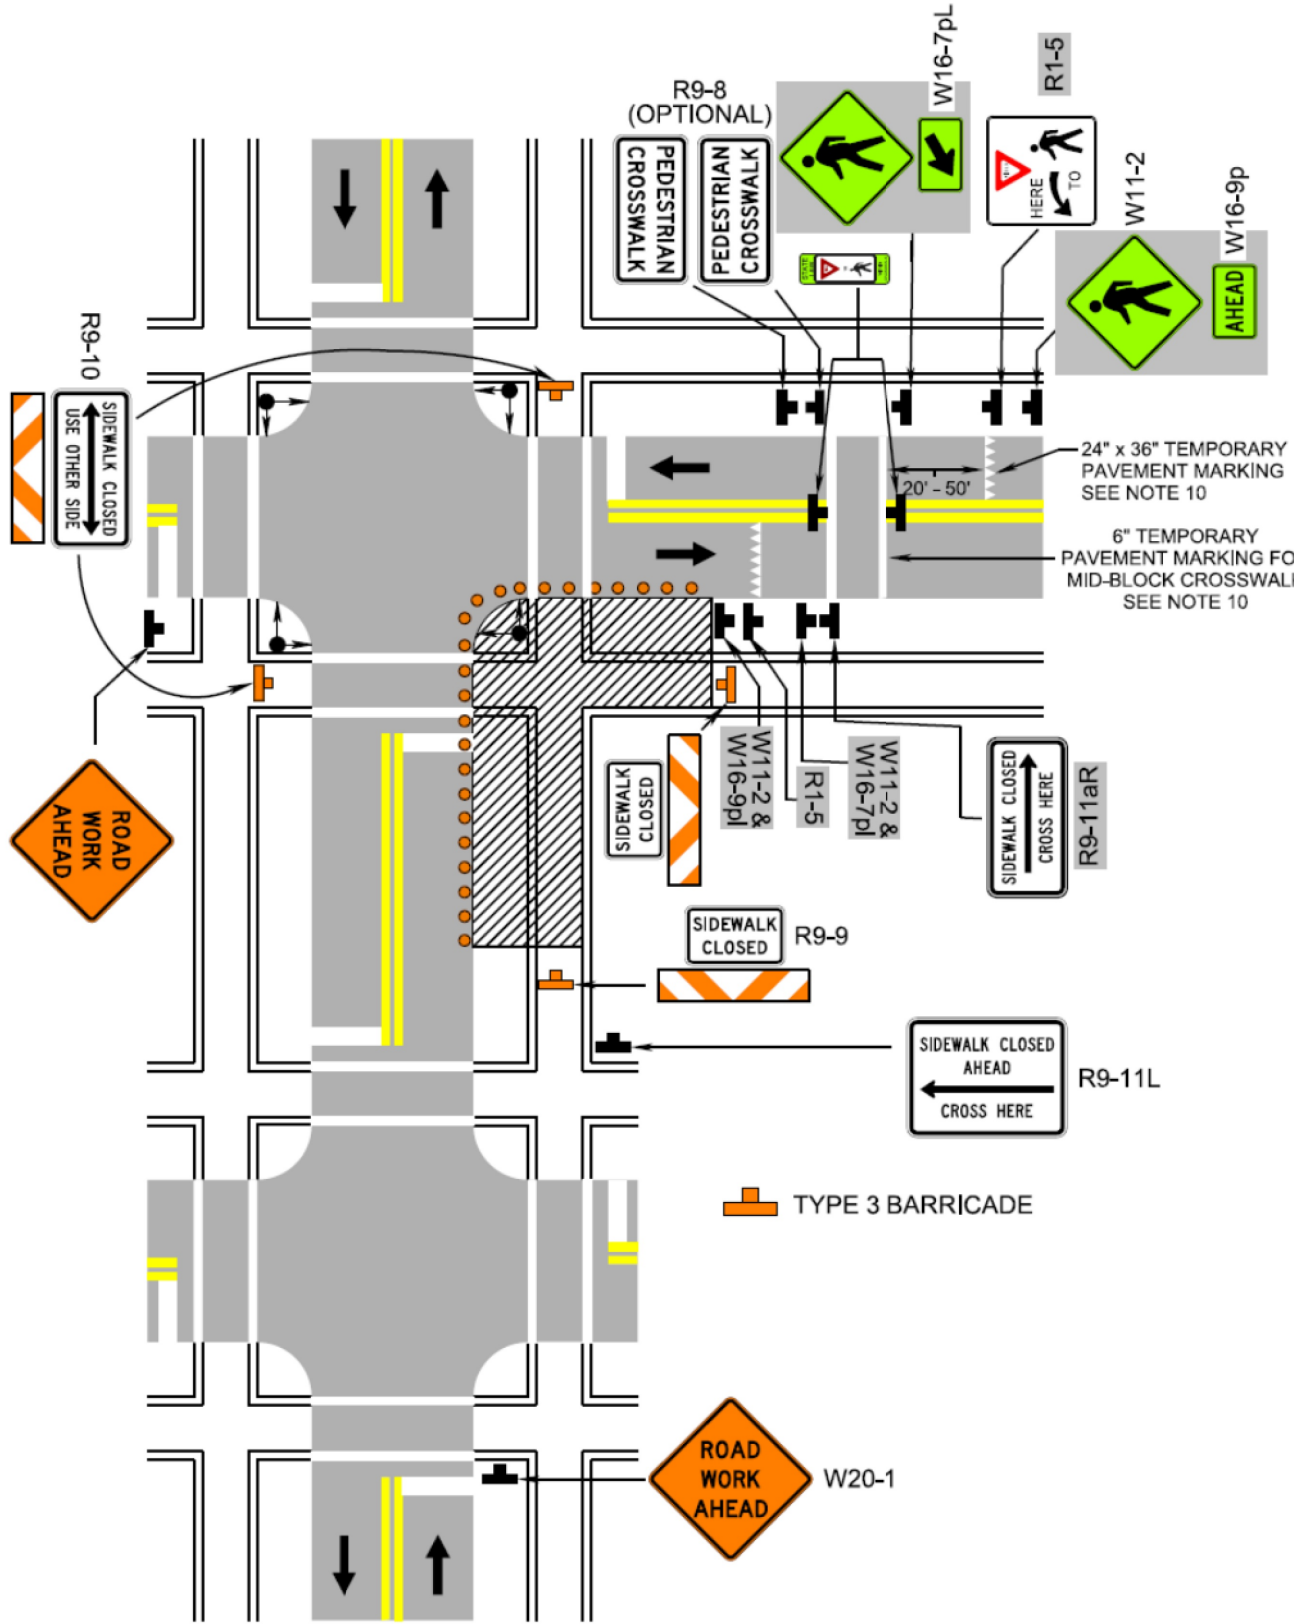 W16-7pL
R1-5
R9-8
(OPTIONAL)
PEDESTRIAN
CROSSWALK
PEDESTRIAN
CROSSWALK
HERE
TO
W11-2
W16-9p
AHEAD
R9-10
SIDEWALK CLOSED
USE OTHER SIDE
24" x 36" TEMPORARY
PAVEMENT MARKING
SEE NOTE 10
20' - 50'
6" TEMPORARY
PAVEMENT MARKING FO
MID-BLOCK CROSSWALK
SEE NOTE 10
ROAD
WORK
AHEAD
SIDEWALK
CLOSED
W11-2 &
W16-9pl
R1-5
W11-2 &
W16-7pl
SIDEWALK CLOSED
CROSS HERE
R9-11aR
SIDEWALK
CLOSED
R9-9
SIDEWALK CLOSED
AHEAD
CROSS HERE
R9-11L
TYPE 3 BARRICADE
ROAD
WORK
AHEAD
W20-1